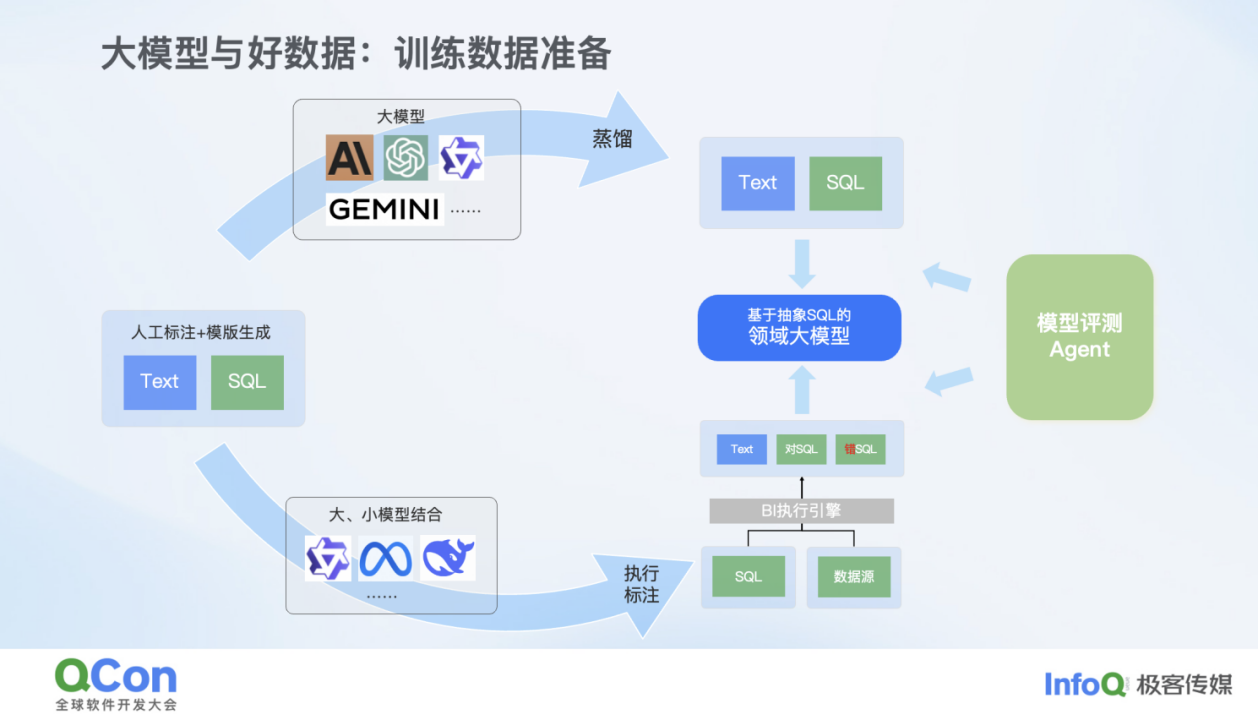 大模型与好数据：训练数据准备
大模型
AI
GEMINI ......
蒸馏
Text
SQL
人工标注+模版生成
Text
SQL
基于抽象SQL的
领域大模型
模型评测
Agent
Text
对SQL
错SQL
BI执行引擎
大、小模型结合
......
执行
标注
SQL
数据源
QCon
全球软件开发大会
InfoQ 极客传媒